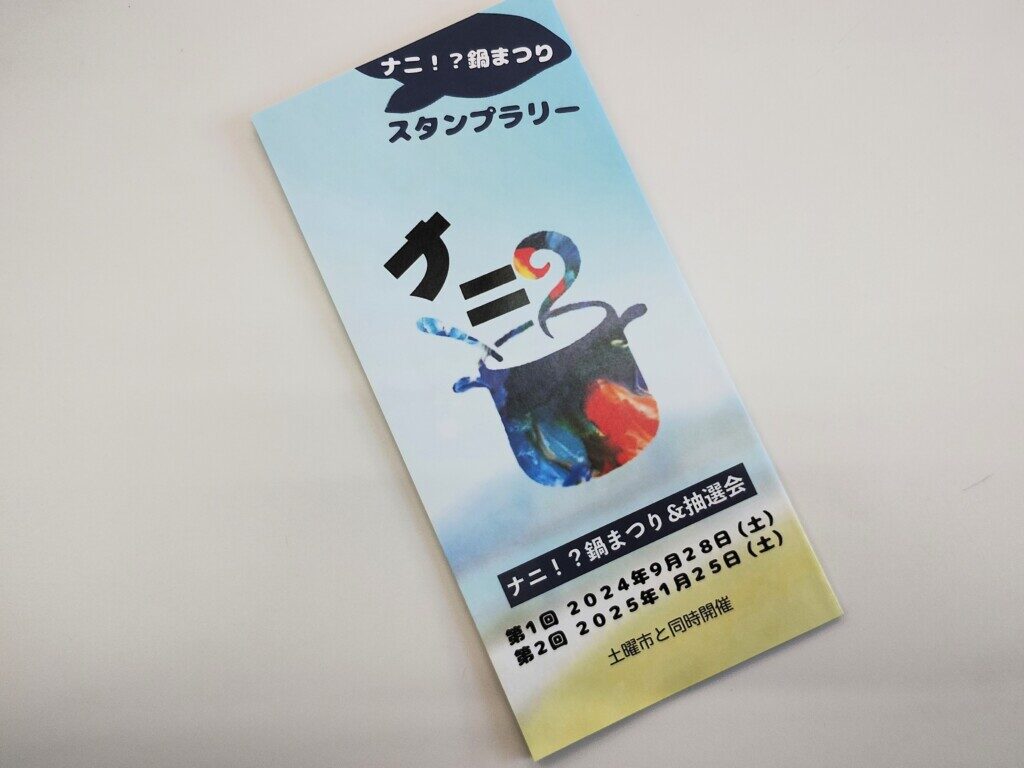 ナニ！？鍋まつり
スタンプラリー
ナニ?
ナニ！？鍋まつり＆抽選会
第1回 2024年9月28日（土）
第2回 2025年1月25日（土）
土曜市と同時開催